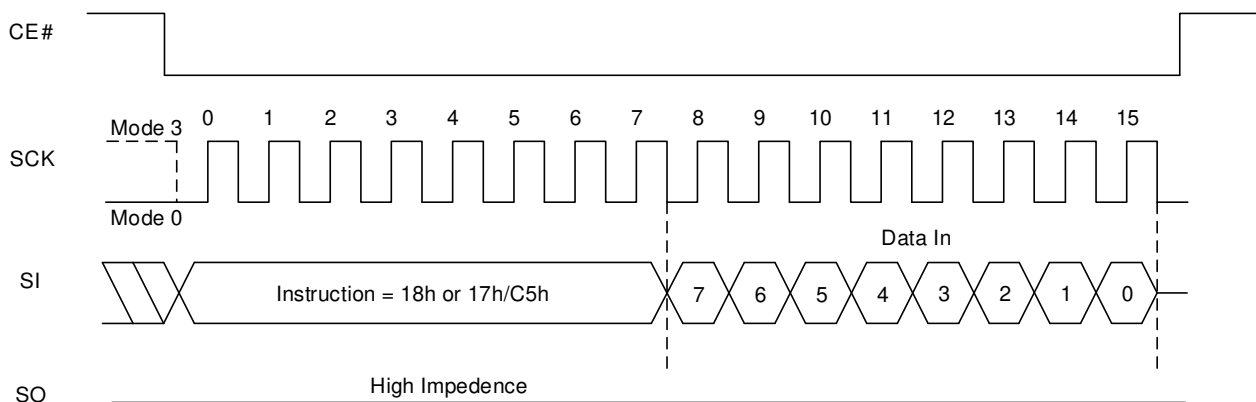 CE#
Mode 3
0 1 2 3 4 5 6 7 8 9 10 11 12 13 14 15
SCK
Mode 0
Data In
SI
Instruction = 18h or 17h/C5h
7 6 5 4 3 2 1 0
High Impedence
SO